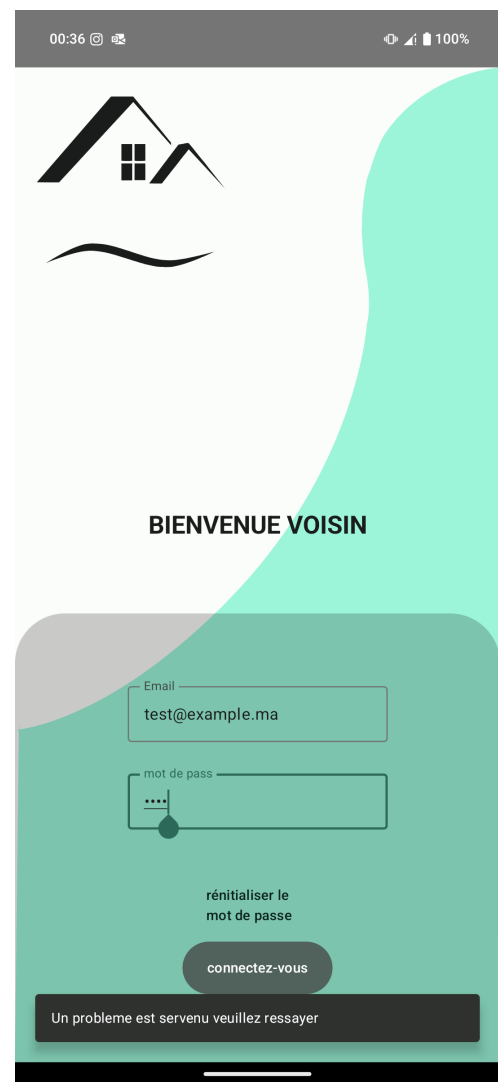 00:36
100%
BIENVENUE VOISIN
Email
test@example.ma
mot de pass
••••
rénitialiser le
mot de passe
connectez-vous
Un probleme est servenu veuillez ressayer